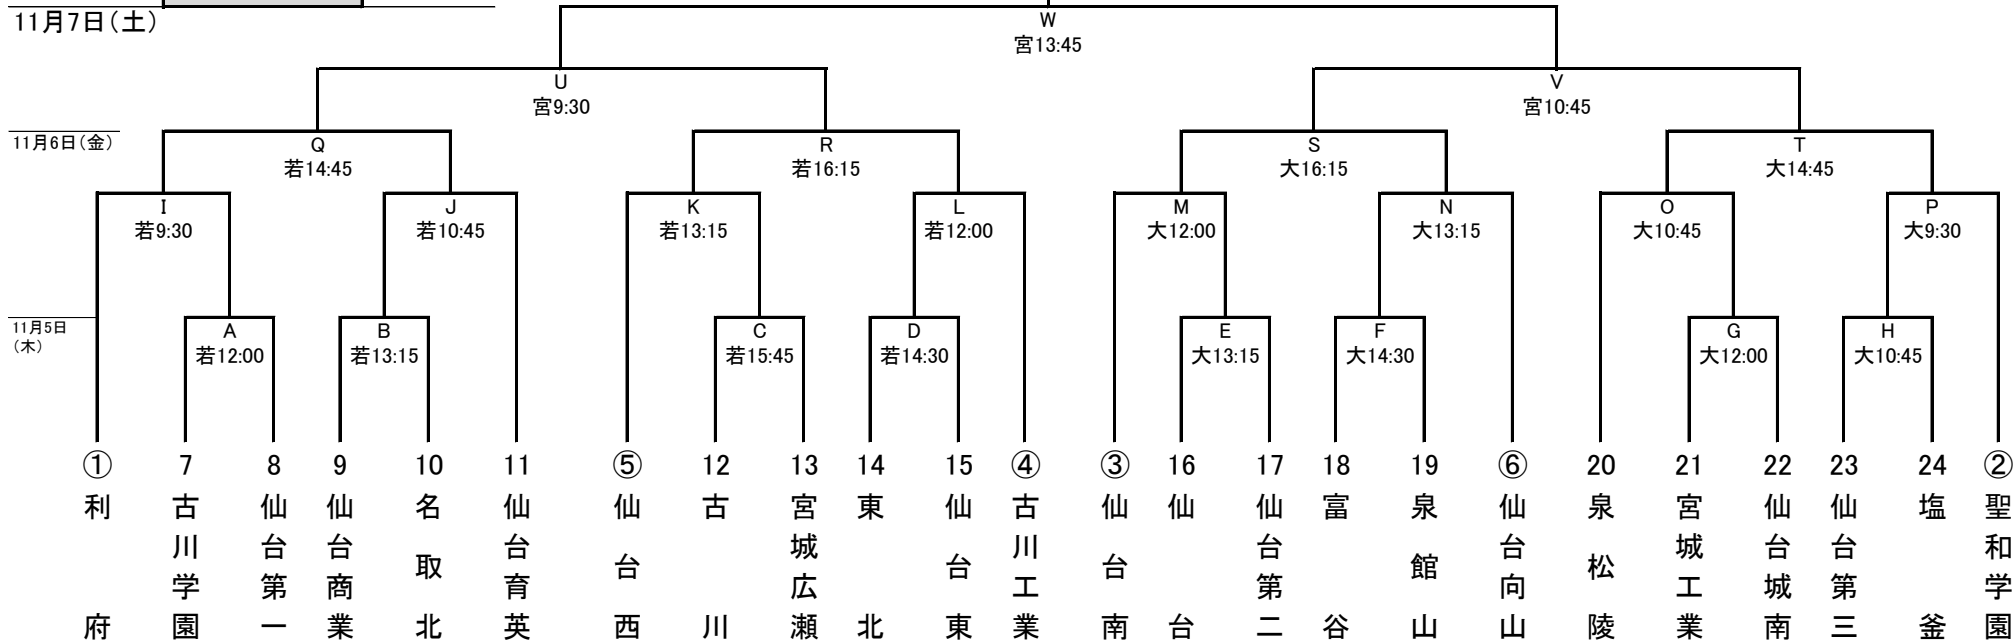 11月7日(土)
W
宮13:45
U
宮9:30
V
宮10:45
11月6日(金)
Q
若14:45
R
若16:15
S
大16:15
T
大14:45
I
若9:30
J
若10:45
K
若13:15
L
若12:00
M
大12:00
N
大13:15
O
大10:45
P
大9:30
11月5日
(木)
A
若12:00
B
若13:15
C
若15:45
D
若14:30
E
大13:15
F
大14:30
G
大12:00
H
大10:45
① 利府
7 古川学園
8 仙台第一
9 仙台商業
10 名取北
11 仙台育英
⑤ 仙台西
12 古川
13 宮城広瀬
14 東北
15 仙台東
④ 古川工業
③ 仙台南
16 仙台
17 仙台第二
18 富谷
19 泉館山
⑥ 仙台向山
20 泉松陵
21 宮城工業
22 仙台城南
23 仙台第三
24 塩釜
② 聖和学園